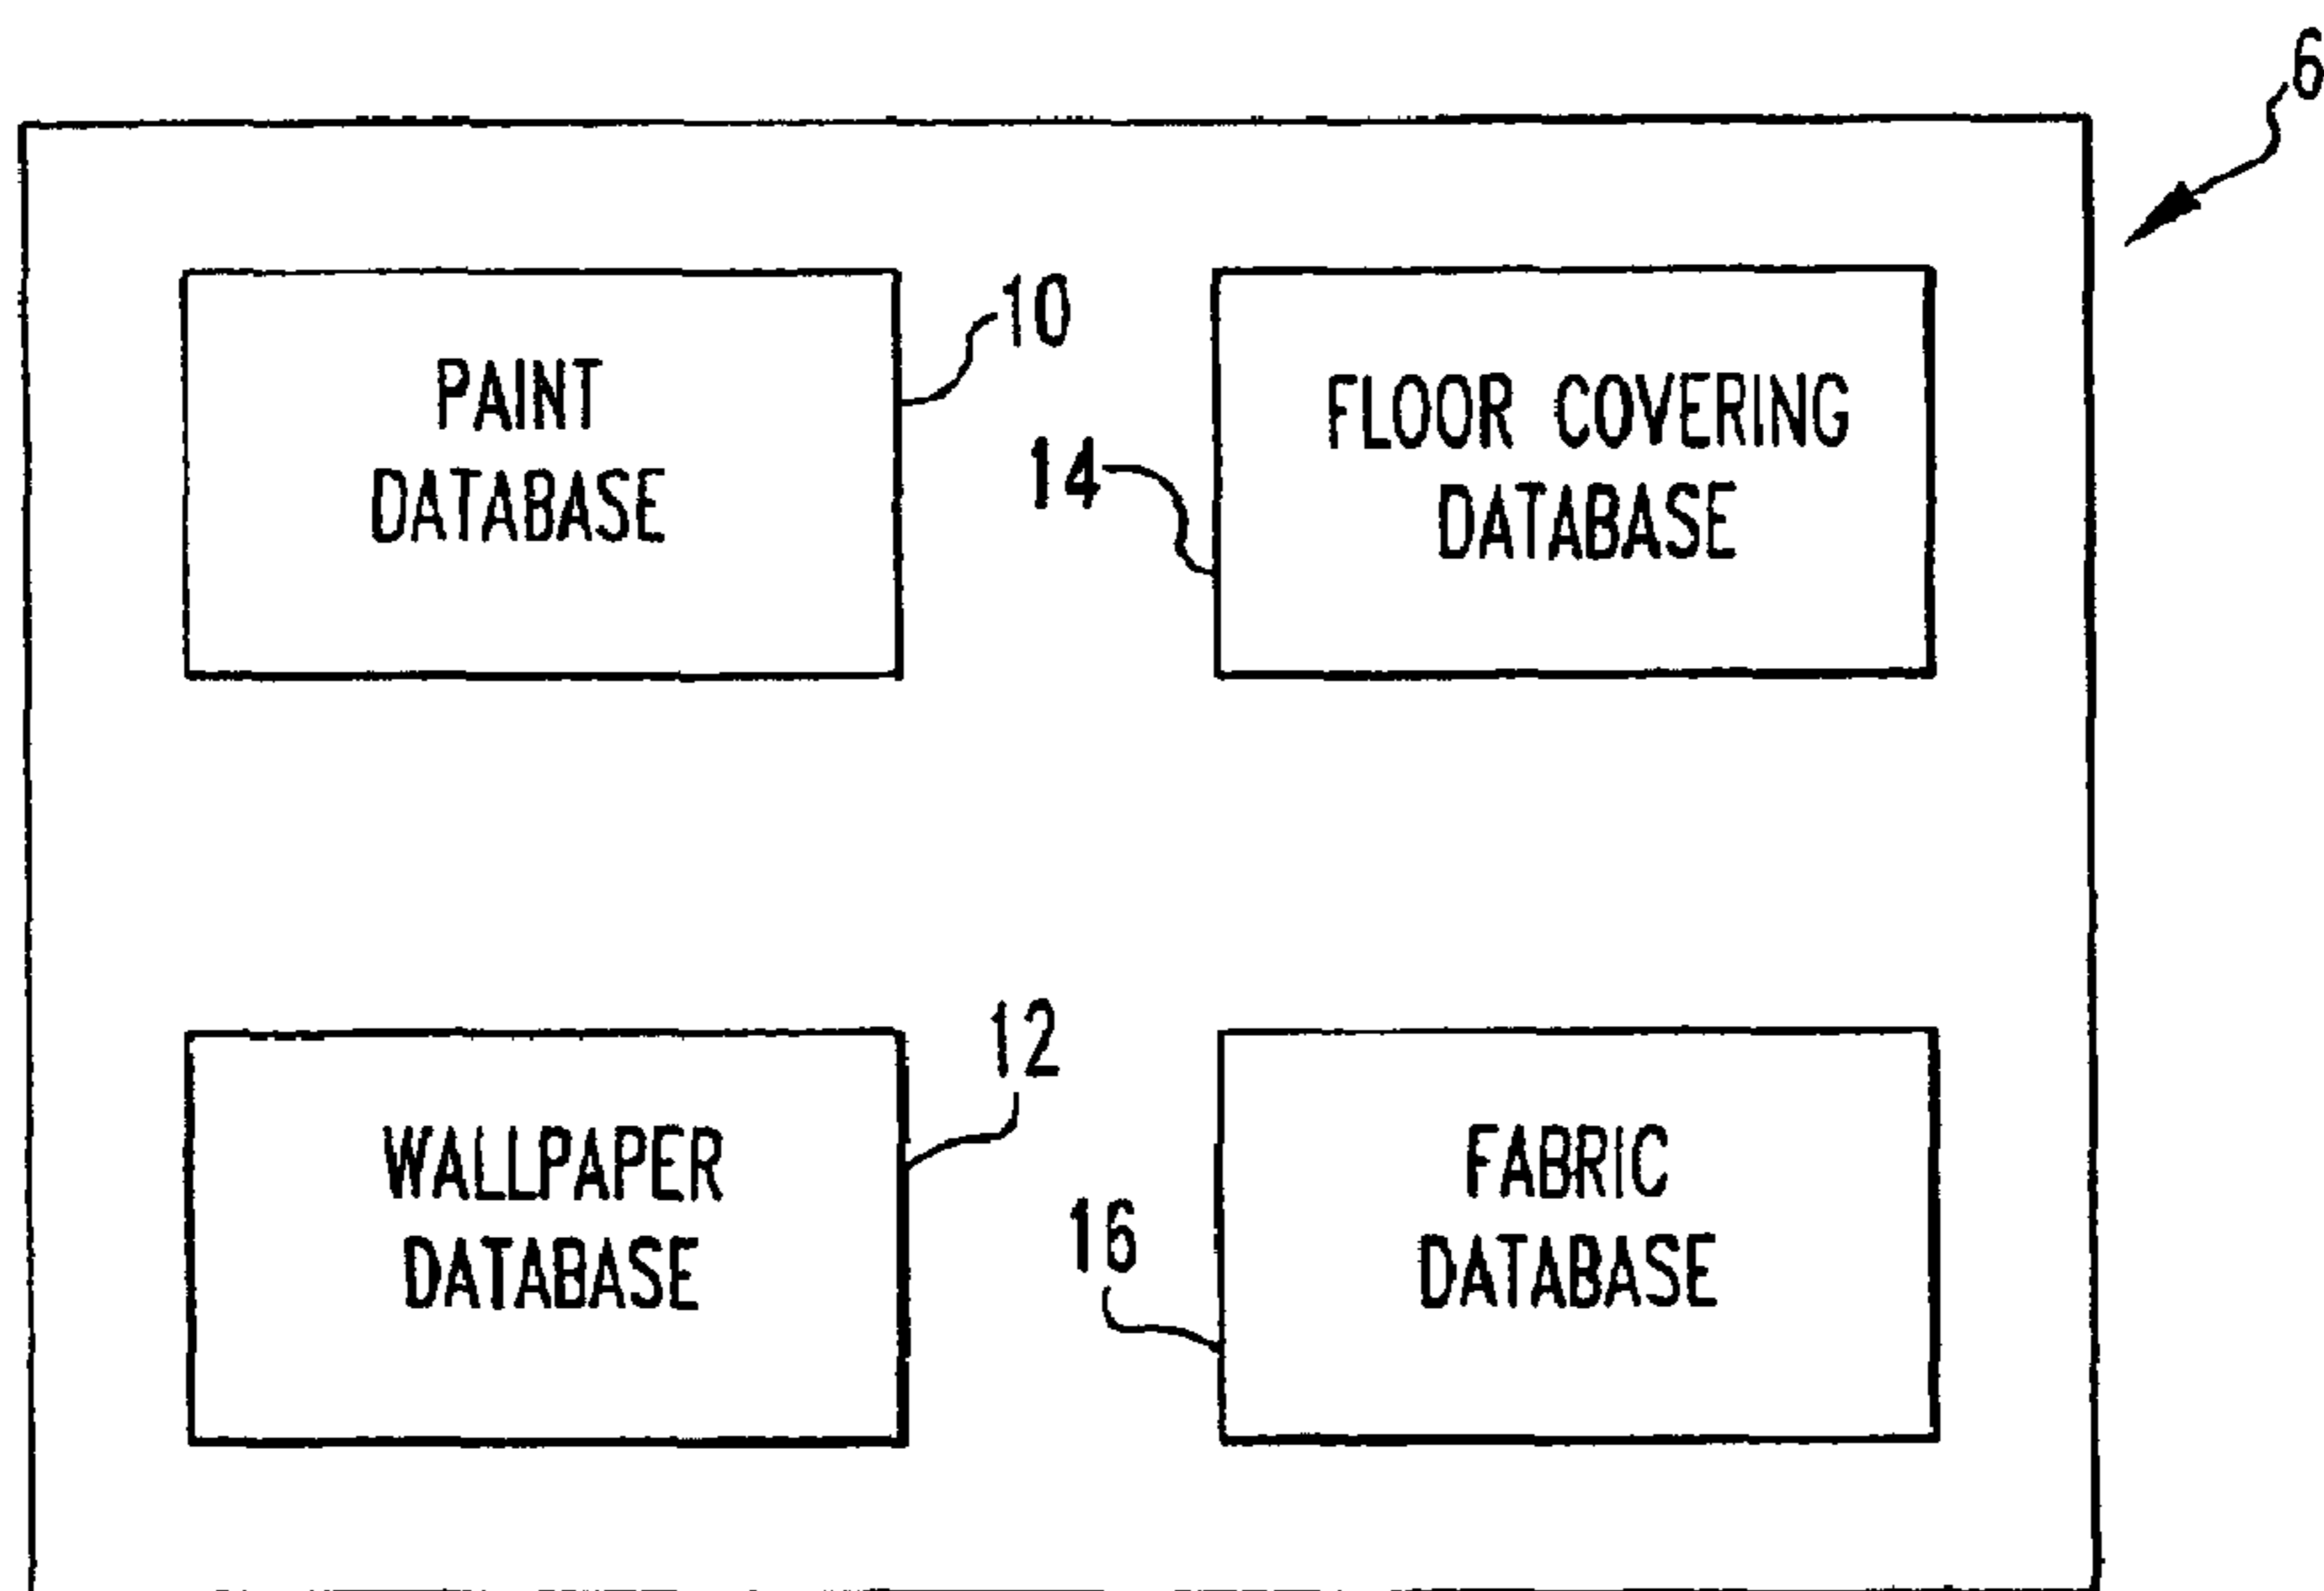 6
PAINT
DATABASE
10
FLOOR COVERING
DATABASE
14
WALLPAPER
DATABASE
12
FABRIC
DATABASE
16